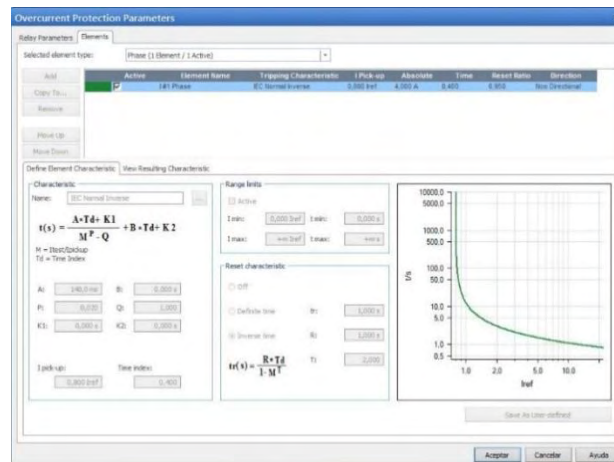 Overcurrent Protection Parameters
Relay Parameters Elements
Selected element type: Phase (1 Element / 1 Active)
Add
Copy To...
Remove
Move Up
Move Down
Active Element Name Tripping Characteristic I Pick-up Absolute Time Reset Ratio Direction
I#1 Phase IEC Normal Inverse 0,800 Iref 4,000 A 0,400 0,950 Non Directional
Define Element Characteristic View Resulting Characteristic
Characteristic
Name: IEC Normal Inverse ...
t(s) = A*Td+ K1 / M^P - Q + B*Td+ K2
M = Itest/Ipickup
Td = Time Index
A: 140,0 ms B: 0,000 s
P: 0,020 Q: 1,000
K1: 0,000 s K2: 0,000 s
I pick-up: Time index:
0,800 Iref 0,400
Range limits
Active
I min: 0,000 Iref t min: 0,000 s
I max: +∞ Iref t max: +∞ s
Reset characteristic
Off
Definite time tr: 1,000 s
Inverse time R: 1,000 s
T: 2,000
tr(s) = R*Td / 1- M^T
t/s
10000.0
5000.0
1000.0
500.0
100.0
50.0
10.0
5.0
1.0
0.5
1.0 2.0 5.0 10.0
Iref
Save As User-defined
Aceptar Cancelar Ayuda